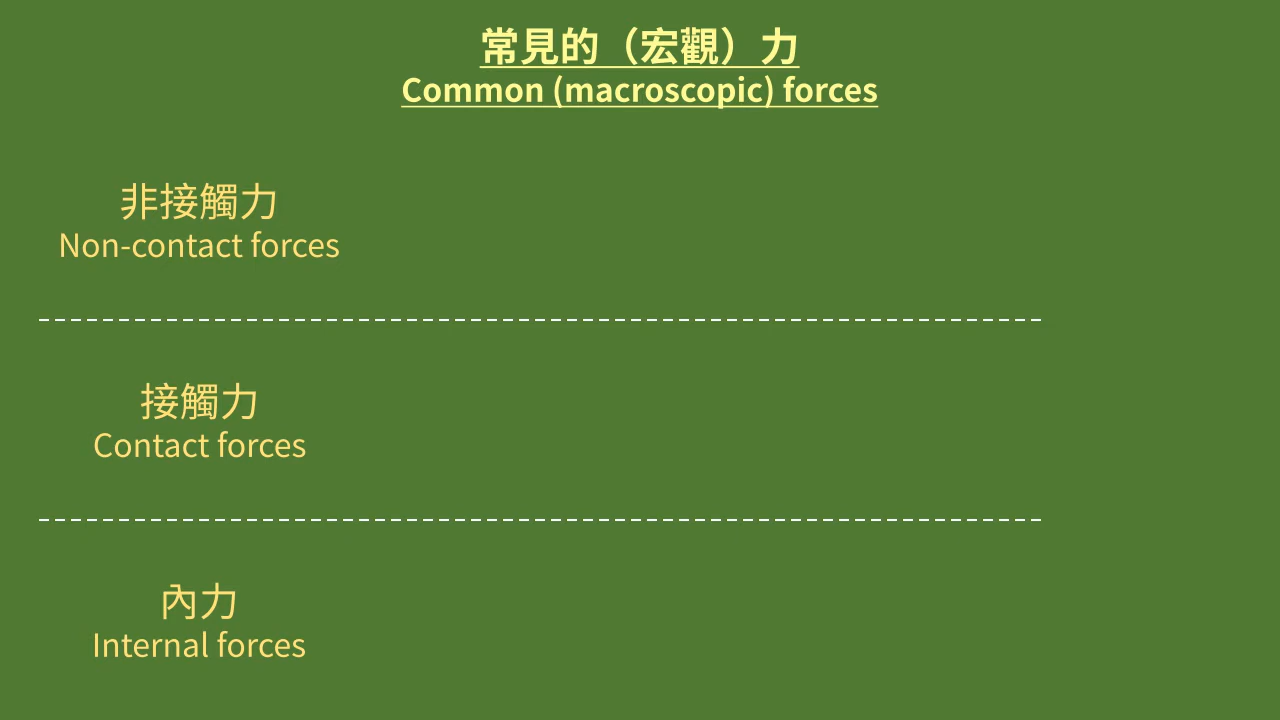 常見的（宏觀）力
Common (macroscopic) forces
非接觸力
Non-contact forces
接觸力
Contact forces
內力
Internal forces